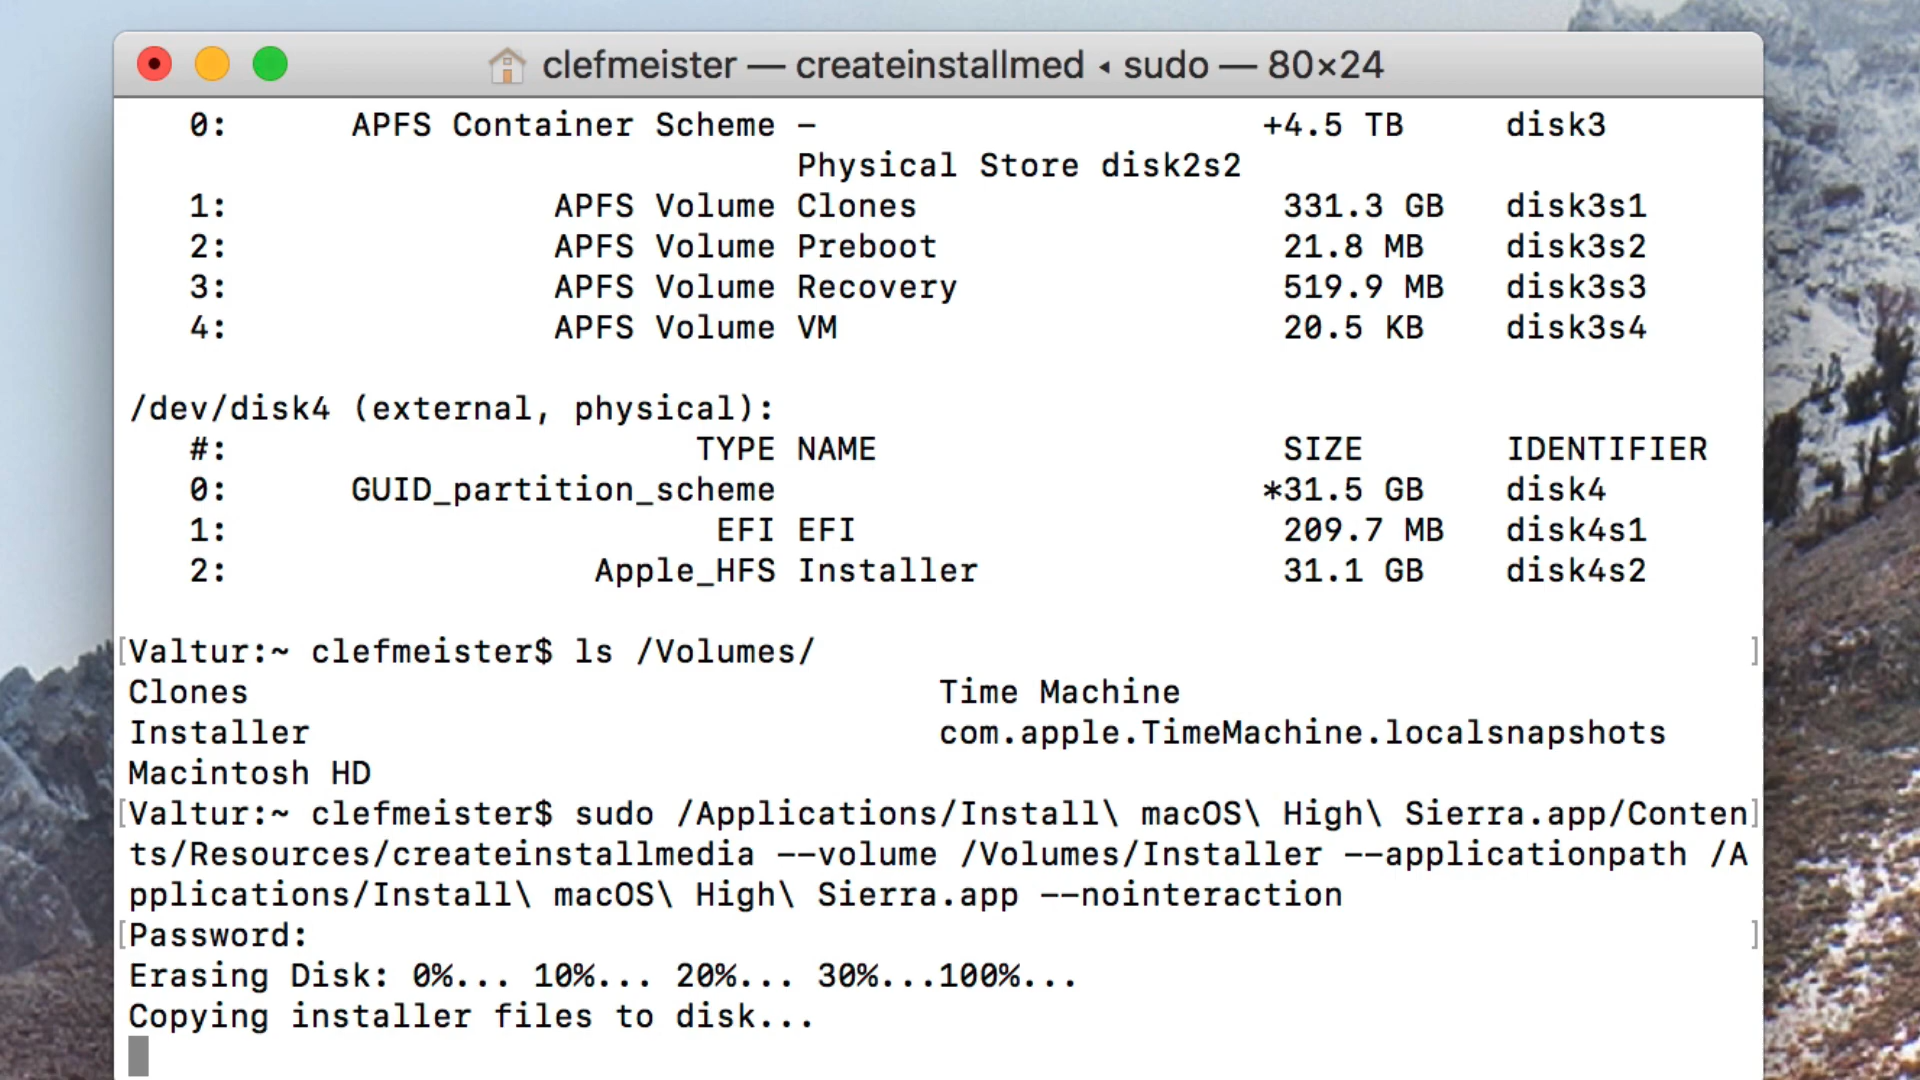 clefmeister — createinstallmed ◂ sudo — 80×24
0: APFS Container Scheme - +4.5 TB disk3
Physical Store disk2s2
1: APFS Volume Clones 331.3 GB disk3s1
2: APFS Volume Preboot 21.8 MB disk3s2
3: APFS Volume Recovery 519.9 MB disk3s3
4: APFS Volume VM 20.5 KB disk3s4
/dev/disk4 (external, physical):
#: TYPE NAME SIZE IDENTIFIER
0: GUID_partition_scheme *31.5 GB disk4
1: EFI EFI 209.7 MB disk4s1
2: Apple_HFS Installer 31.1 GB disk4s2
[Valtur:~ clefmeister$ ls /Volumes/ ]
Clones Time Machine
Installer com.apple.TimeMachine.localsnapshots
Macintosh HD
[Valtur:~ clefmeister$ sudo /Applications/Install\ macOS\ High\ Sierra.app/Conten]
ts/Resources/createinstallmedia --volume /Volumes/Installer --applicationpath /A
pplications/Install\ macOS\ High\ Sierra.app --nointeraction
[Password: ]
Erasing Disk: 0%... 10%... 20%... 30%...100%...
Copying installer files to disk...